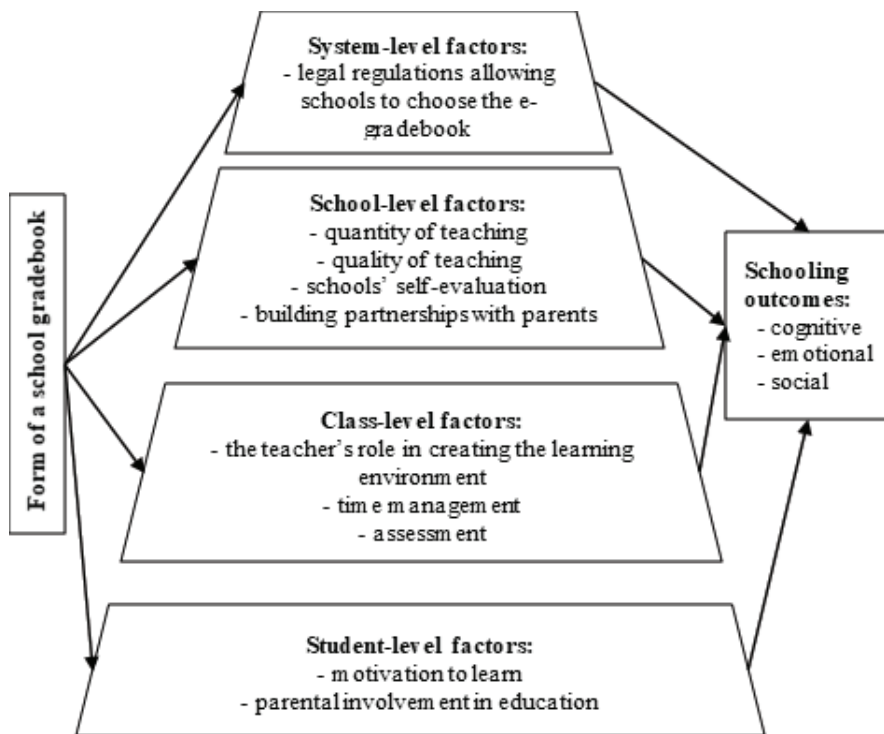 Form of a school gradebook
System-level factors:
- legal regulations allowing
schools to choose the e-
gradebook
School-level factors:
- quantity of teaching
- quality of teaching
- schools' self-evaluation
- building partnerships with parents
Class-level factors:
- the teacher's role in creating the learning
environment
- time management
- assessment
Student-level factors:
- motivation to learn
- parental involvement in education
Schooling
outcomes:
- cognitive
- emotional
- social